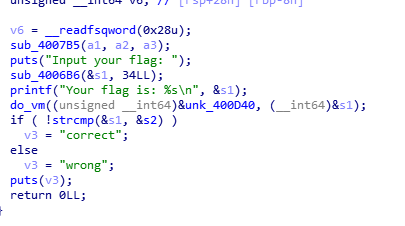 unsigned __int64 v6; // [rsp+28h] [rbp-8h]
v6 = __readfsqword(0x28u);
sub_4007B5(a1, a2, a3);
puts("Input your flag: ");
sub_4006B6(&s1, 34LL);
printf("Your flag is: %s\n", &s1);
do_vm((unsigned __int64)&unk_400D40, (__int64)&s1);
if ( !strcmp(&s1, &s2) )
v3 = "correct";
else
v3 = "wrong";
puts(v3);
return 0LL;
}